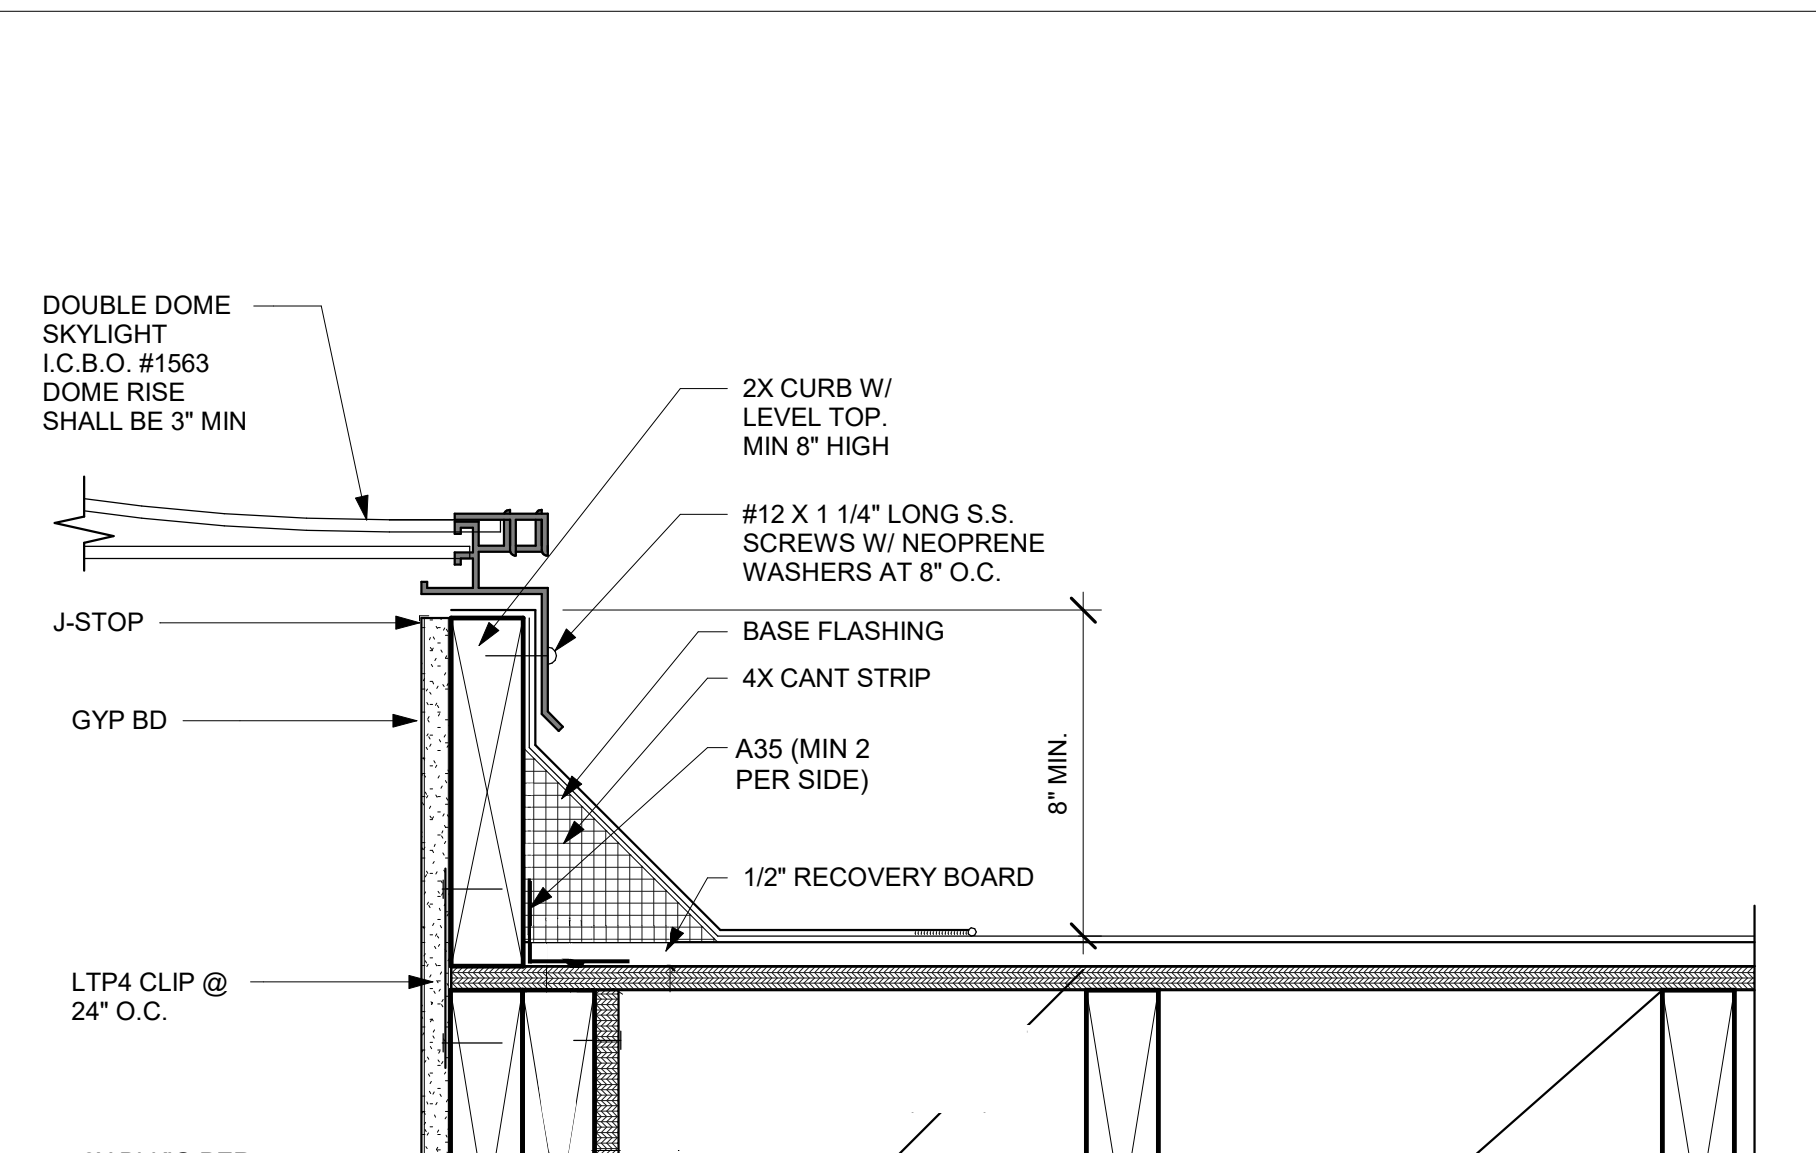 DOUBLE DOME
SKYLIGHT
I.C.B.O. #1563
DOME RISE
SHALL BE 3" MIN
2X CURB W/
LEVEL TOP.
MIN 8" HIGH
#12 X 1 1/4" LONG S.S.
SCREWS W/ NEOPRENE
WASHERS AT 8" O.C.
J-STOP
BASE FLASHING
4X CANT STRIP
GYP BD
A35 (MIN 2
PER SIDE)
8" MIN.
1/2" RECOVERY BOARD
LTP4 CLIP @
24" O.C.